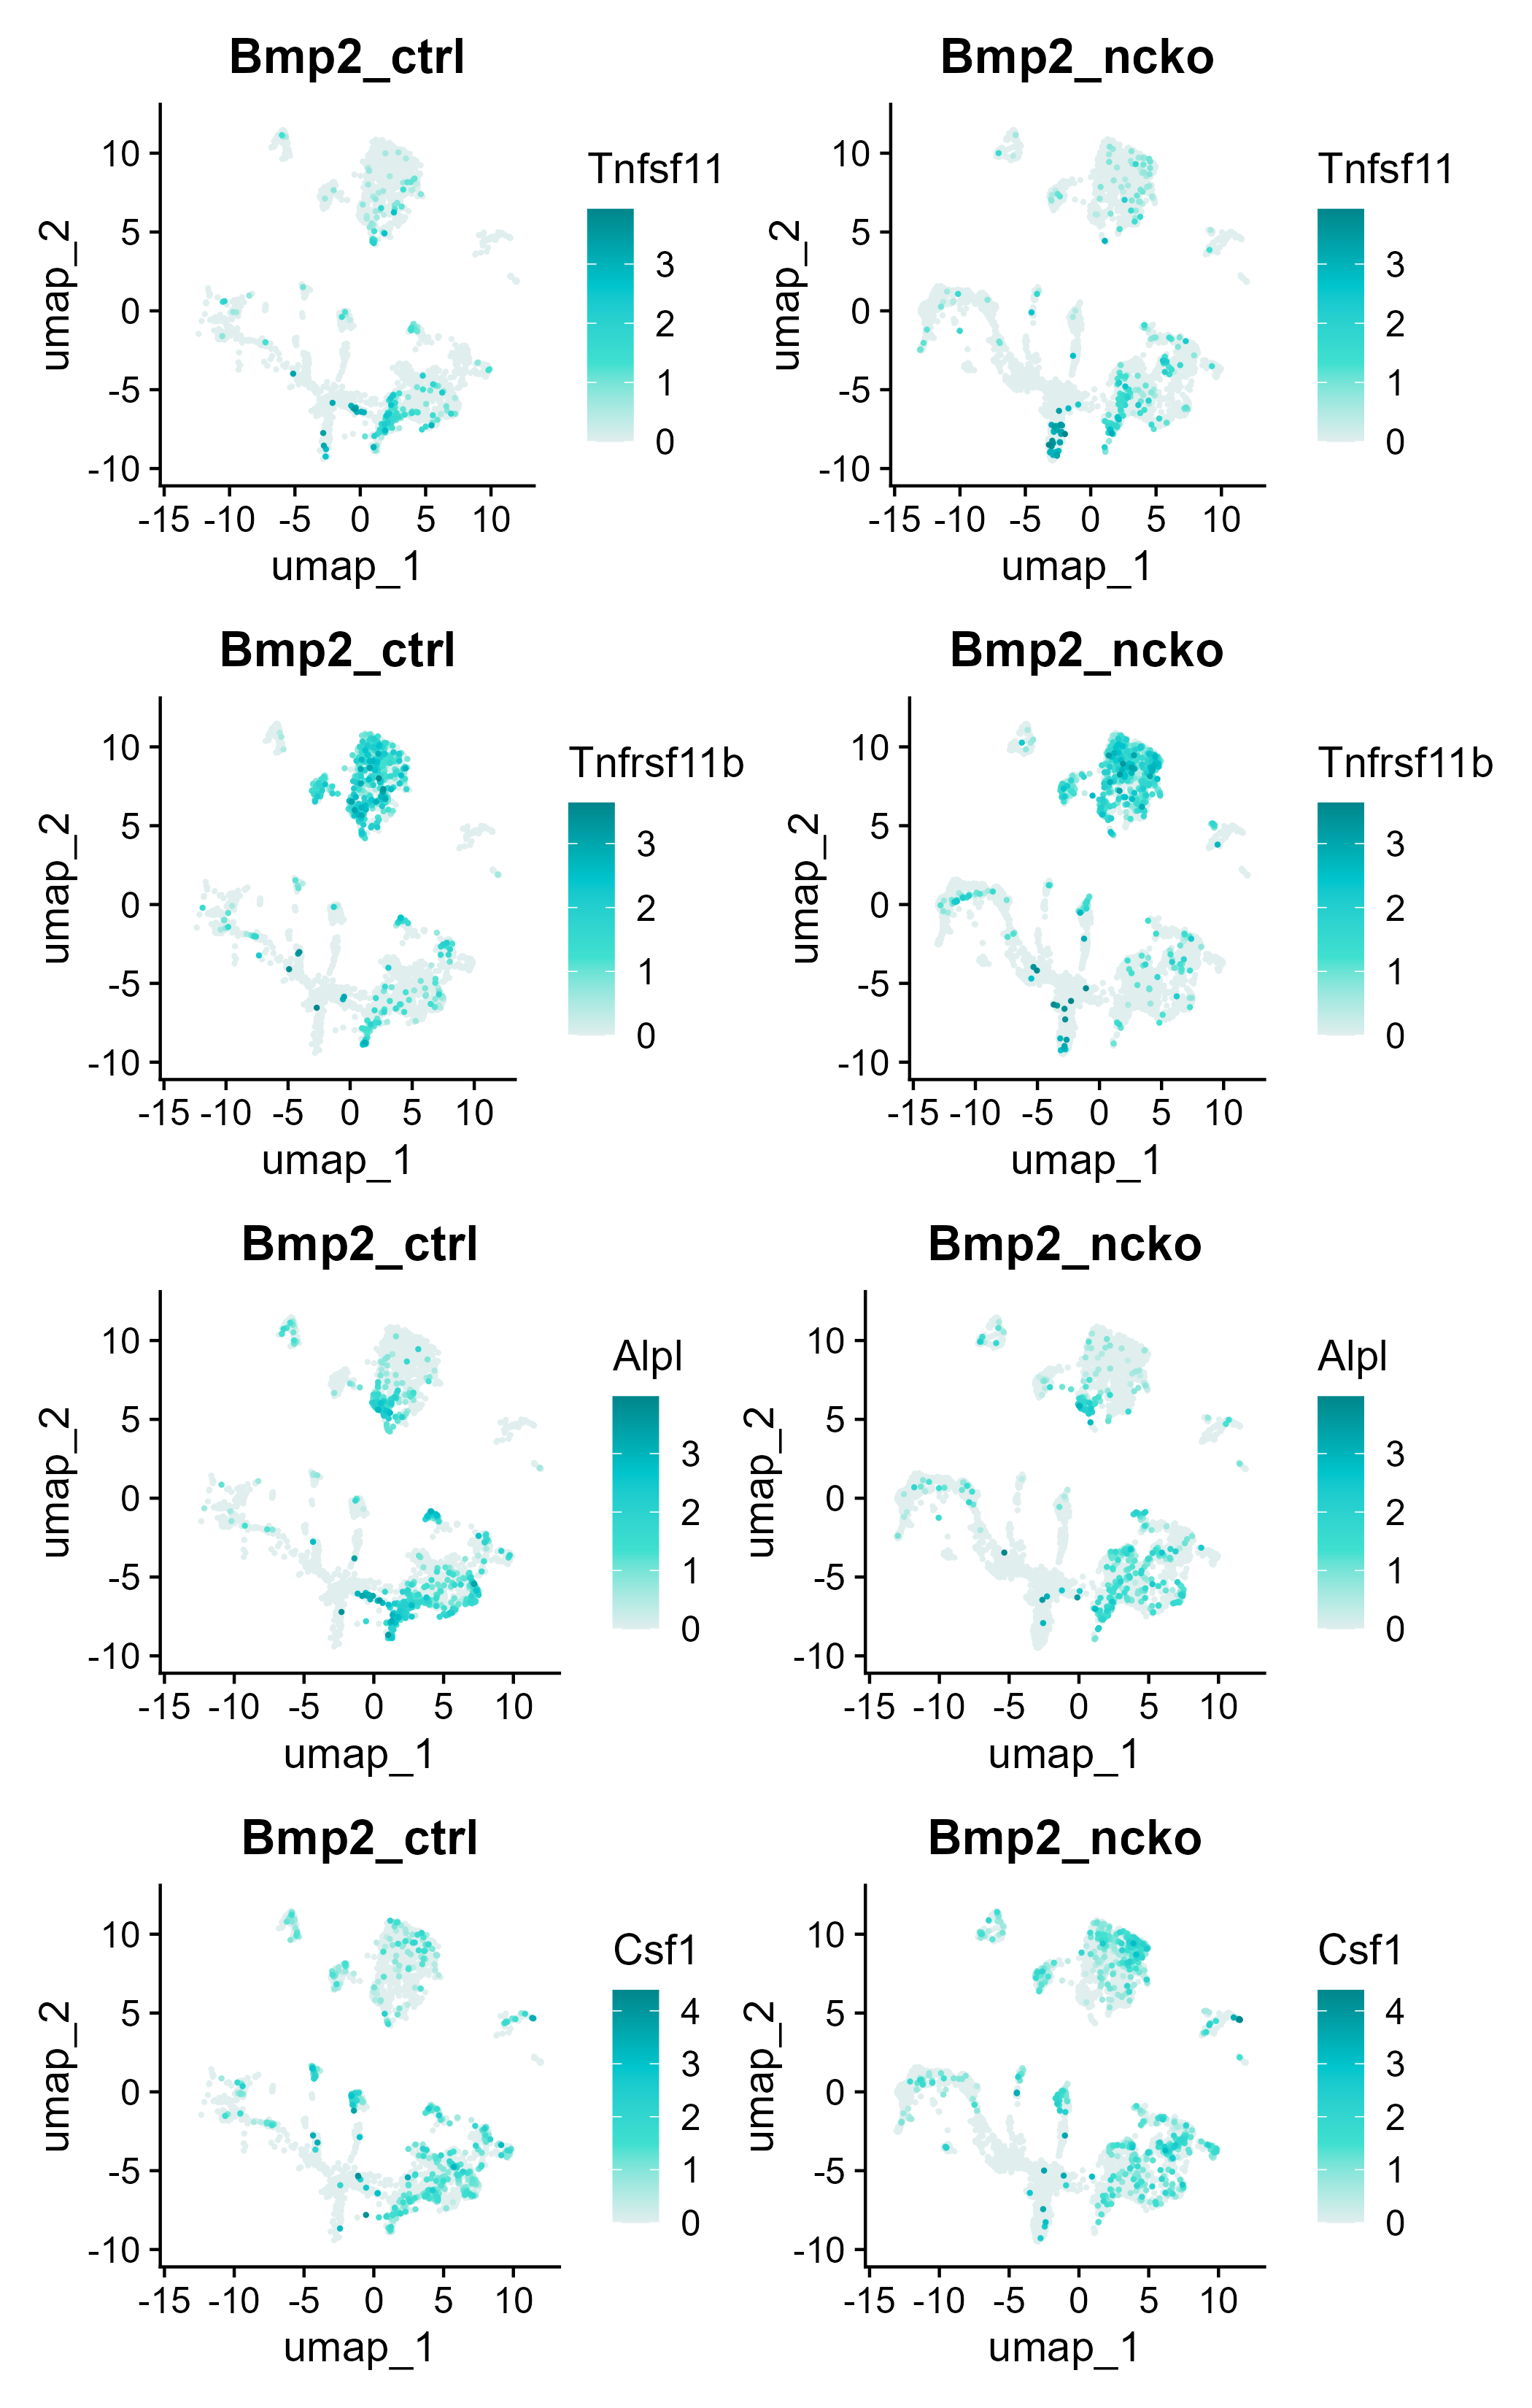 Bmp2_ctrl Bmp2_ncko
Tnfsf11 Tnfsf11
umap_2 10 5 0 -5 -10 3 2 1 0 umap_2 10 5 0 -5 -10 3 2 1 0
-15 -10 -5 0 5 10 -15 -10 -5 0 5 10
umap_1 umap_1
Bmp2_ctrl Bmp2_ncko
Tnfrsf11b Tnfrsf11b
umap_2 10 5 0 -5 -10 3 2 1 0 umap_2 10 5 0 -5 -10 3 2 1 0
-15 -10 -5 0 5 10 -15 -10 -5 0 5 10
umap_1 umap_1
Bmp2_ctrl Bmp2_ncko
Alpl Alpl
umap_2 10 5 0 -5 -10 3 2 1 0 umap_2 10 5 0 -5 -10 3 2 1 0
-15 -10 -5 0 5 10 -15 -10 -5 0 5 10
umap_1 umap_1
Bmp2_ctrl Bmp2_ncko
Csf1 Csf1
umap_2 10 5 0 -5 -10 4 3 2 1 0 umap_2 10 5 0 -5 -10 4 3 2 1 0
-15 -10 -5 0 5 10 -15 -10 -5 0 5 10
umap_1 umap_1